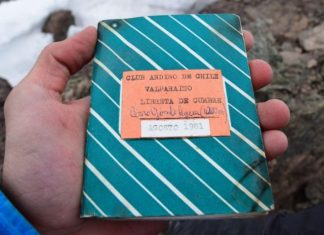 CLUB ANDINO DE CHILE
VALPARAISO
LIBRETA DE CUMBRE
AGOSTO 1981